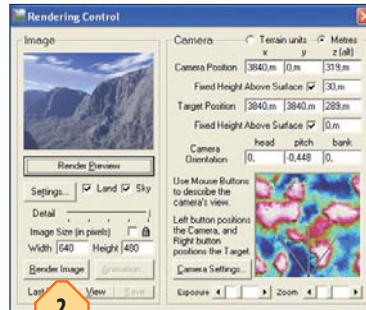 Rendering Control
Image
Render Preview
Settings...
Land
Sky
Detail
Image Size (in pixels)
Width 640 Height 480
Render Image
Animation...
Last
View
Save
2
Camera
Terrain units
Metres
x y z (alt)
Camera Position 3840,m 0,m 319,m
Fixed Height Above Surface 30,m
Target Position 3840,m 3840,m 289,m
Fixed Height Above Surface 0,m
head pitch bank
Camera Orientation 0, -0,448 0,
Use Mouse Buttons
to describe the
camera's view.
Left button positions
the Camera, and
Right button
positions the Target.
Camera Settings...
Exposure
Zoom